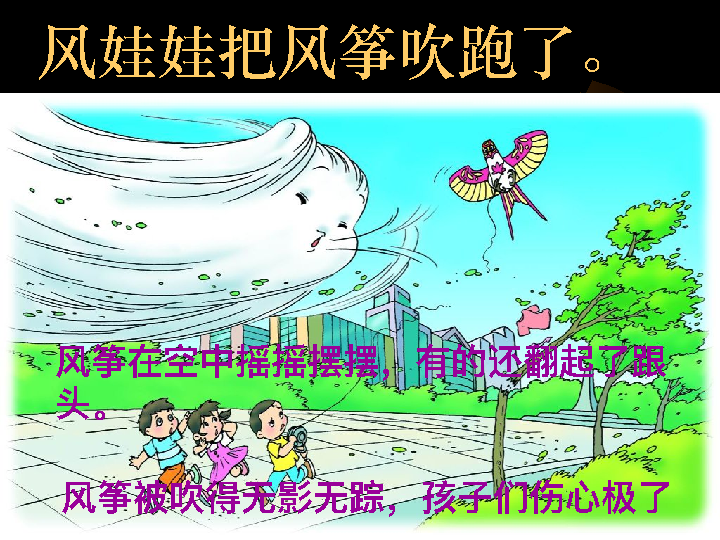 风娃娃把风筝吹跑了。
风筝在空中摇摇摆摆，有的还翻起了跟
头。
风筝被吹得无影无踪，孩子们伤心极了